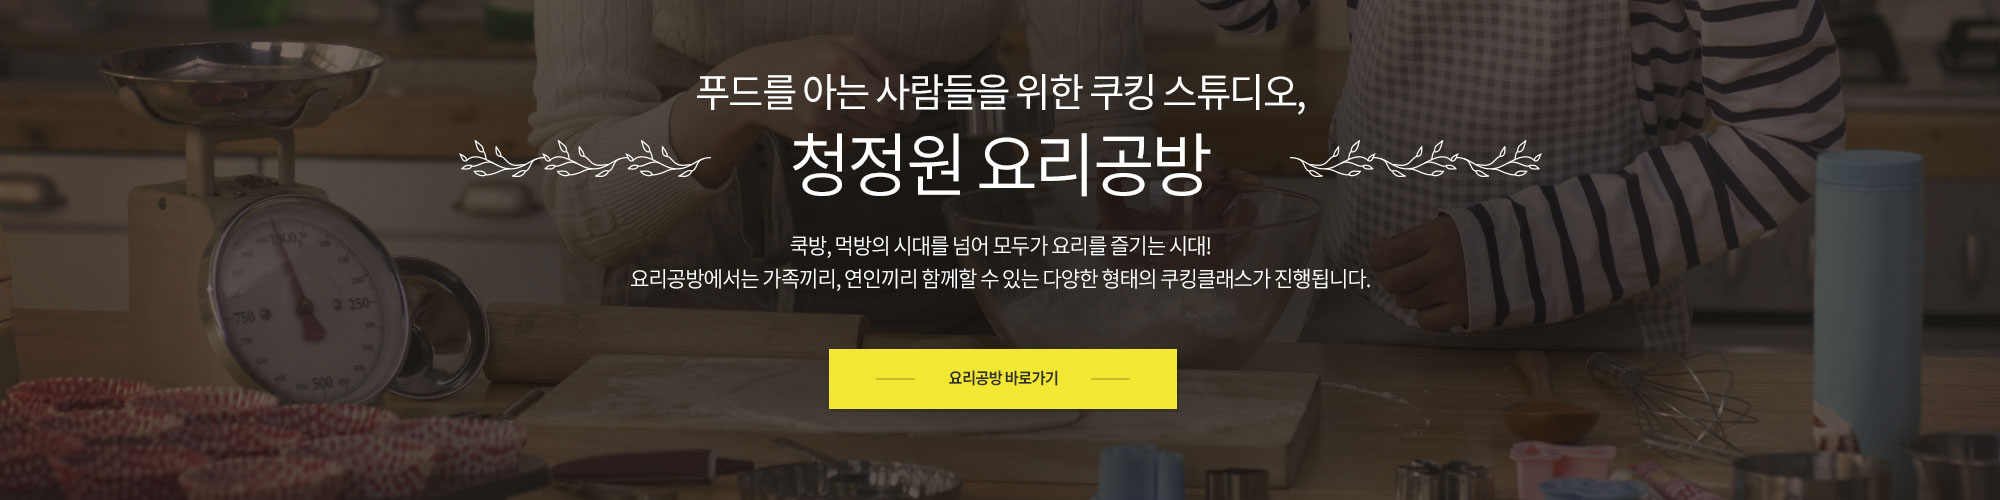 푸드를 아는 사람들을 위한 쿠킹 스튜디오,
청정원 요리공방
쿡방, 먹방의 시대를 넘어 모두가 요리를 즐기는 시대!
요리공방에서는 가족끼리, 연인끼리 함께할 수 있는 다양한 형태의 쿠킹클래스가 진행됩니다.
요리공방 바로가기
1000g
250
750
500